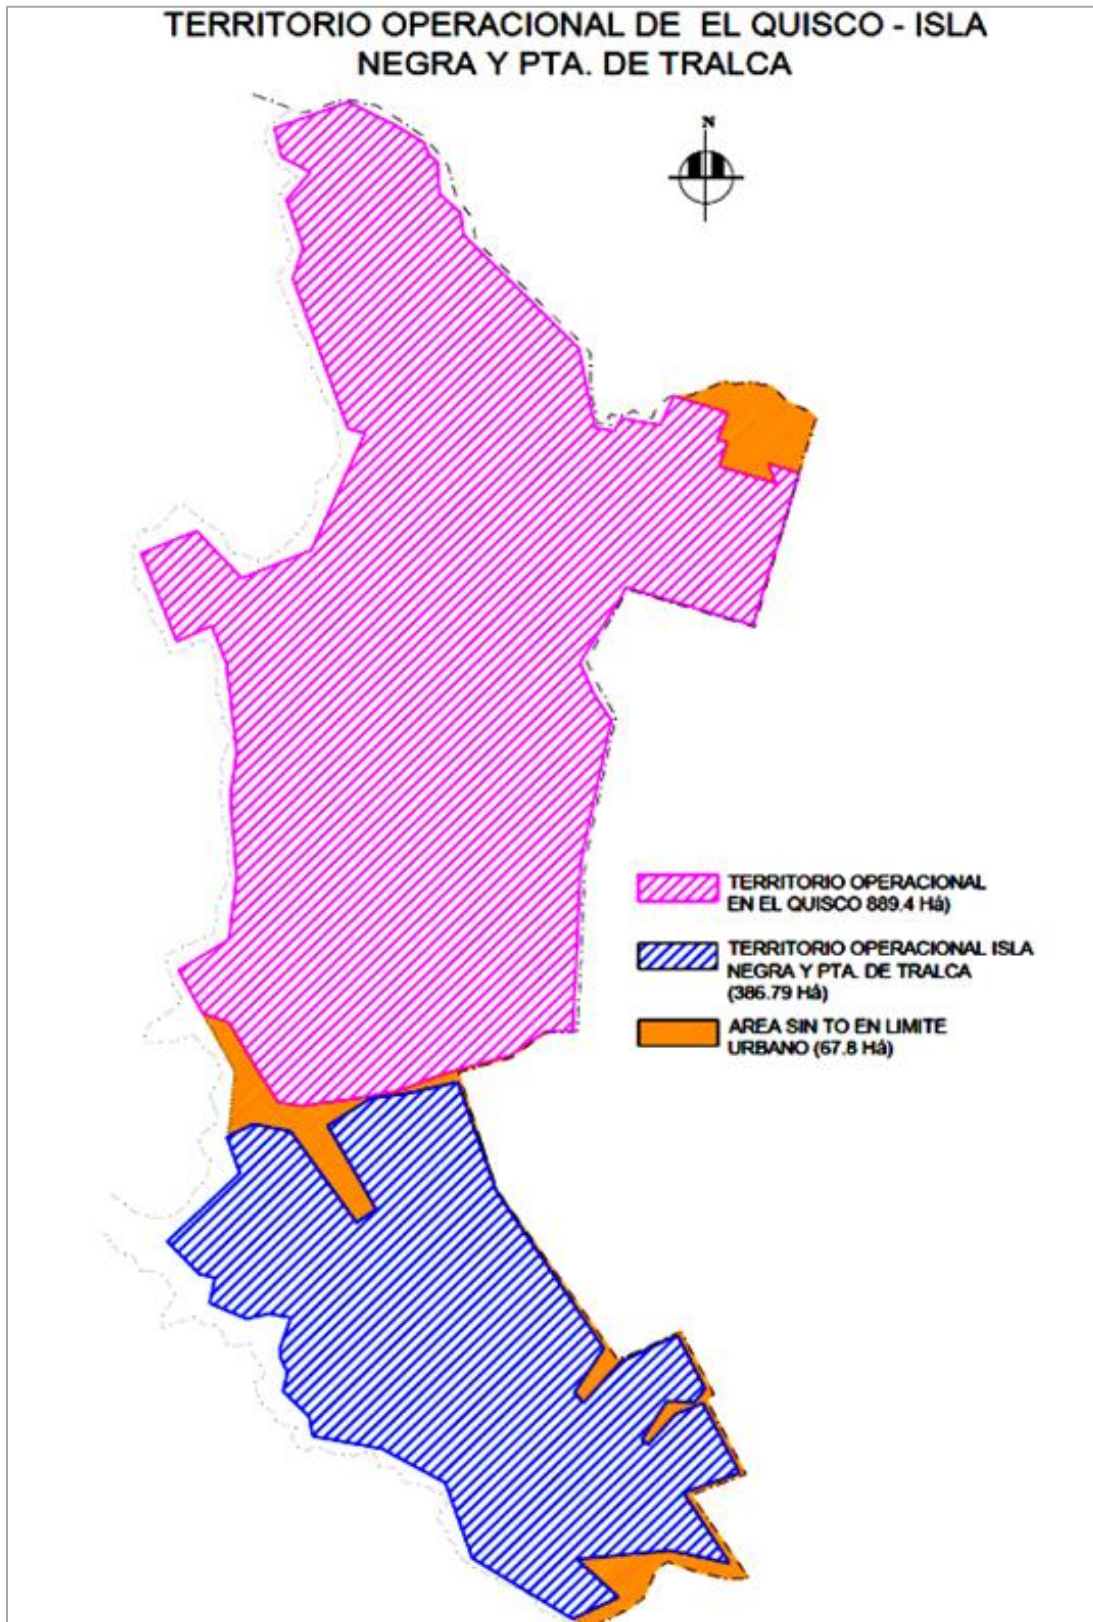 TERRITORIO OPERACIONAL DE EL QUISCO - ISLA
NEGRA Y PTA. DE TRALCA
N
TERRITORIO OPERACIONAL
EN EL QUISCO 889.4 Há)
TERRITORIO OPERACIONAL ISLA
NEGRA Y PTA. DE TRALCA
(386.79 Há)
AREA SIN TO EN LIMITE
URBANO (67.8 Há)